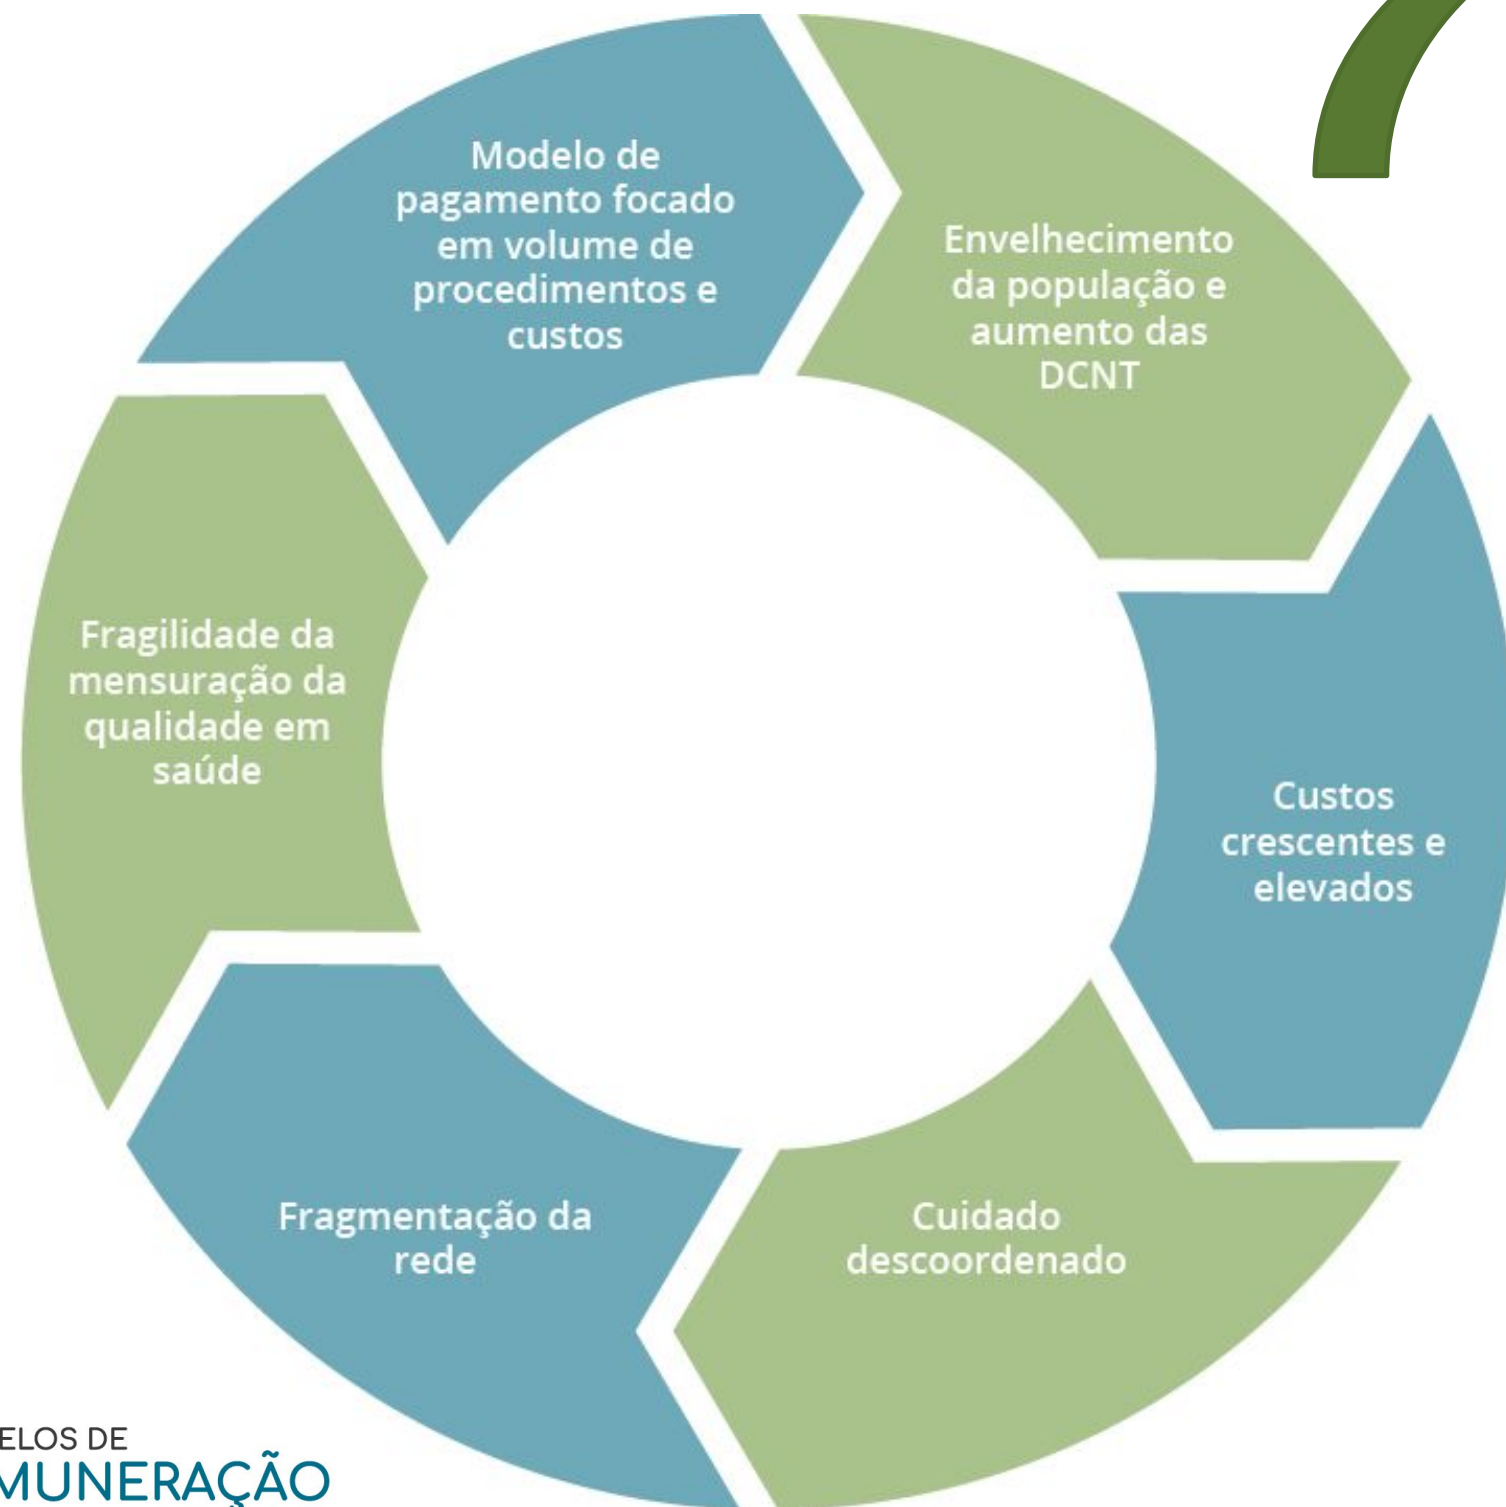 Modelo de
pagamento focado
em volume de
procedimentos e
custos
Envelhecimento
da população e
aumento das
DCNT
Custos
crescentes e
elevados
Cuidado
descoordenado
Fragmentação da
rede
Fragilidade da
mensuração da
qualidade em
saúde
ELOS DE
MUNERAÇÃO